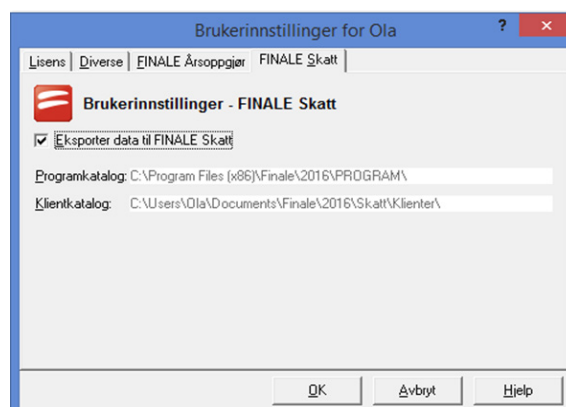 Brukerinnstillinger for Ola ? ×
Lisens Diverse FINALE Årsoppgjør FINALE Skatt
Brukerinnstillinger - FINALE Skatt
Eksporter data til FINALE Skatt
Programkatalog: C:\Program Files (x86)\Finale\2016\PROGRAM\
Klientkatalog: C:\Users\Ola\Documents\Finale\2016\Skatt\Klienter\
OK Avbryt Hjelp